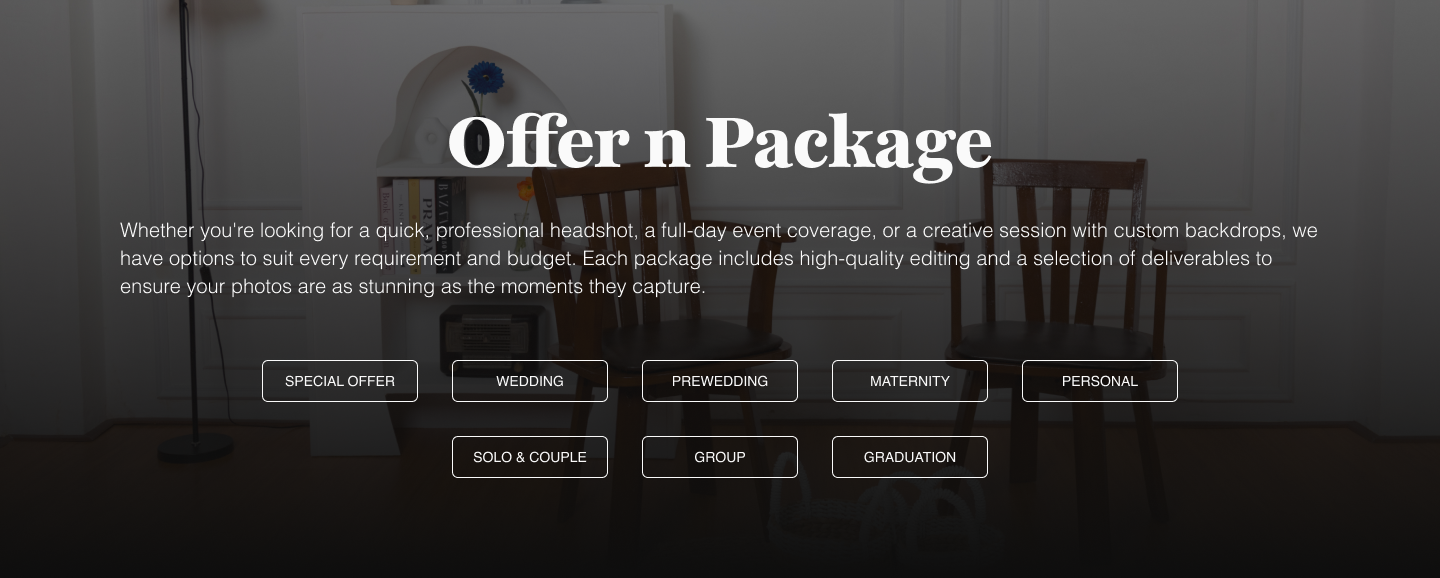 Offer n Package
Whether you're looking for a quick, professional headshot, a full-day event coverage, or a creative session with custom backdrops, we
have options to suit every requirement and budget. Each package includes high-quality editing and a selection of deliverables to
ensure your photos are as stunning as the moments they capture.
SPECIAL OFFER
WEDDING
PREWEDDING
MATERNITY
PERSONAL
SOLO & COUPLE
GROUP
GRADUATION